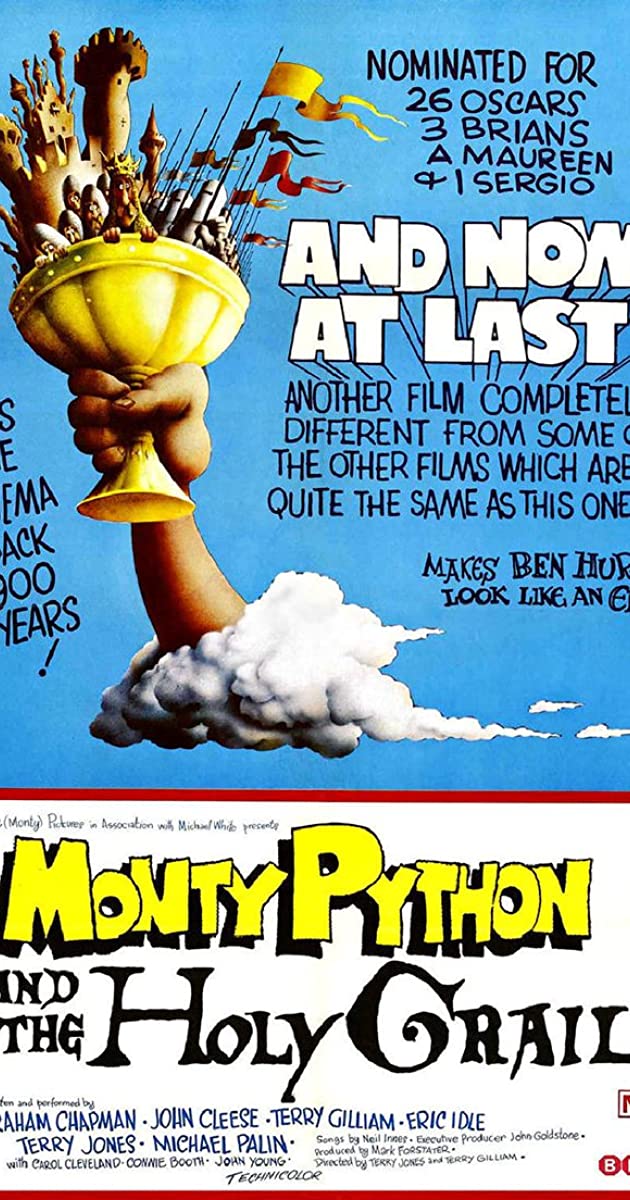 NOMINATED FOR
26 OSCARS
3 BRIANS
A MAUREEN
& 1 SERGIO
AND NOW
AT LAST
ANOTHER FILM COMPLETEL
DIFFERENT FROM SOME O
THE OTHER FILMS WHICH ARE
QUITE THE SAME AS THIS ONE
MAKES BEN HUR
LOOK LIKE AN E
S
E
EMA
ACK
900
YEARS
!
(Monty) Pictures in Association with Michael White presents
MONTY PYTHON
AND
THE HOLY GRAIL
ten and performed by
RAHAM CHAPMAN · JOHN CLEESE · TERRY GILLIAM · ERIC IDLE
TERRY JONES · MICHAEL PALIN ·
with CAROL CLEVELAND · CONNIE BOOTH · JOHN YOUNG ·
Songs by Neil Innes · Executive Producer John Goldstone ·
Produced by Mark FORSTATER ·
Directed by TERRY JONES and TERRY GILLIAM ·
TECHNICOLOR